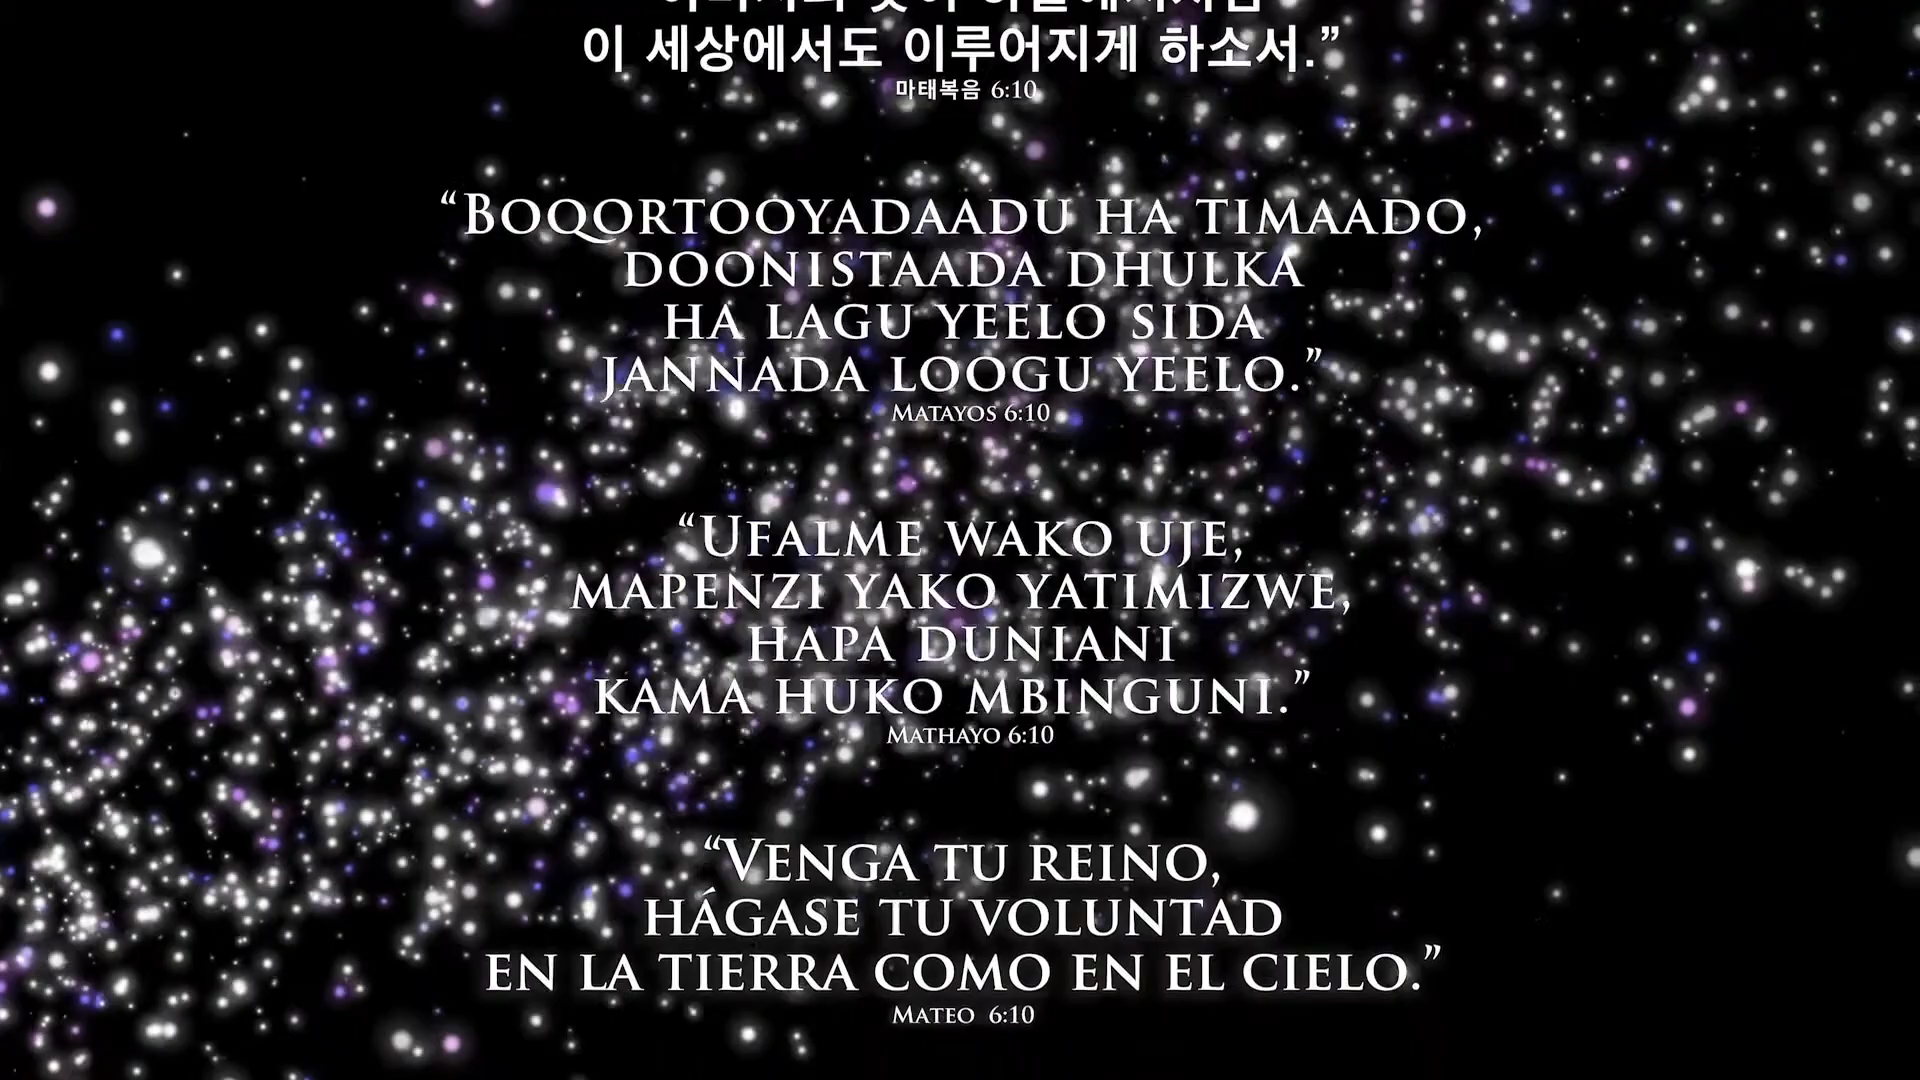 이 세상에서도 이루어지게 하소서.”
마태복음 6:10
“Boqortooyadaadu ha timaado,
doonistaada dhulka
ha lagu yeelo sida
jannada loogu yeelo.”
Matayos 6:10
“Ufalme wako uje,
mapenzi yako yatimizwe,
hapa duniani
kama huko mbinguni.”
Mathayo 6:10
“Venga tu reino,
hágase tu voluntad
en la tierra como en el cielo.”
Mateo 6:10